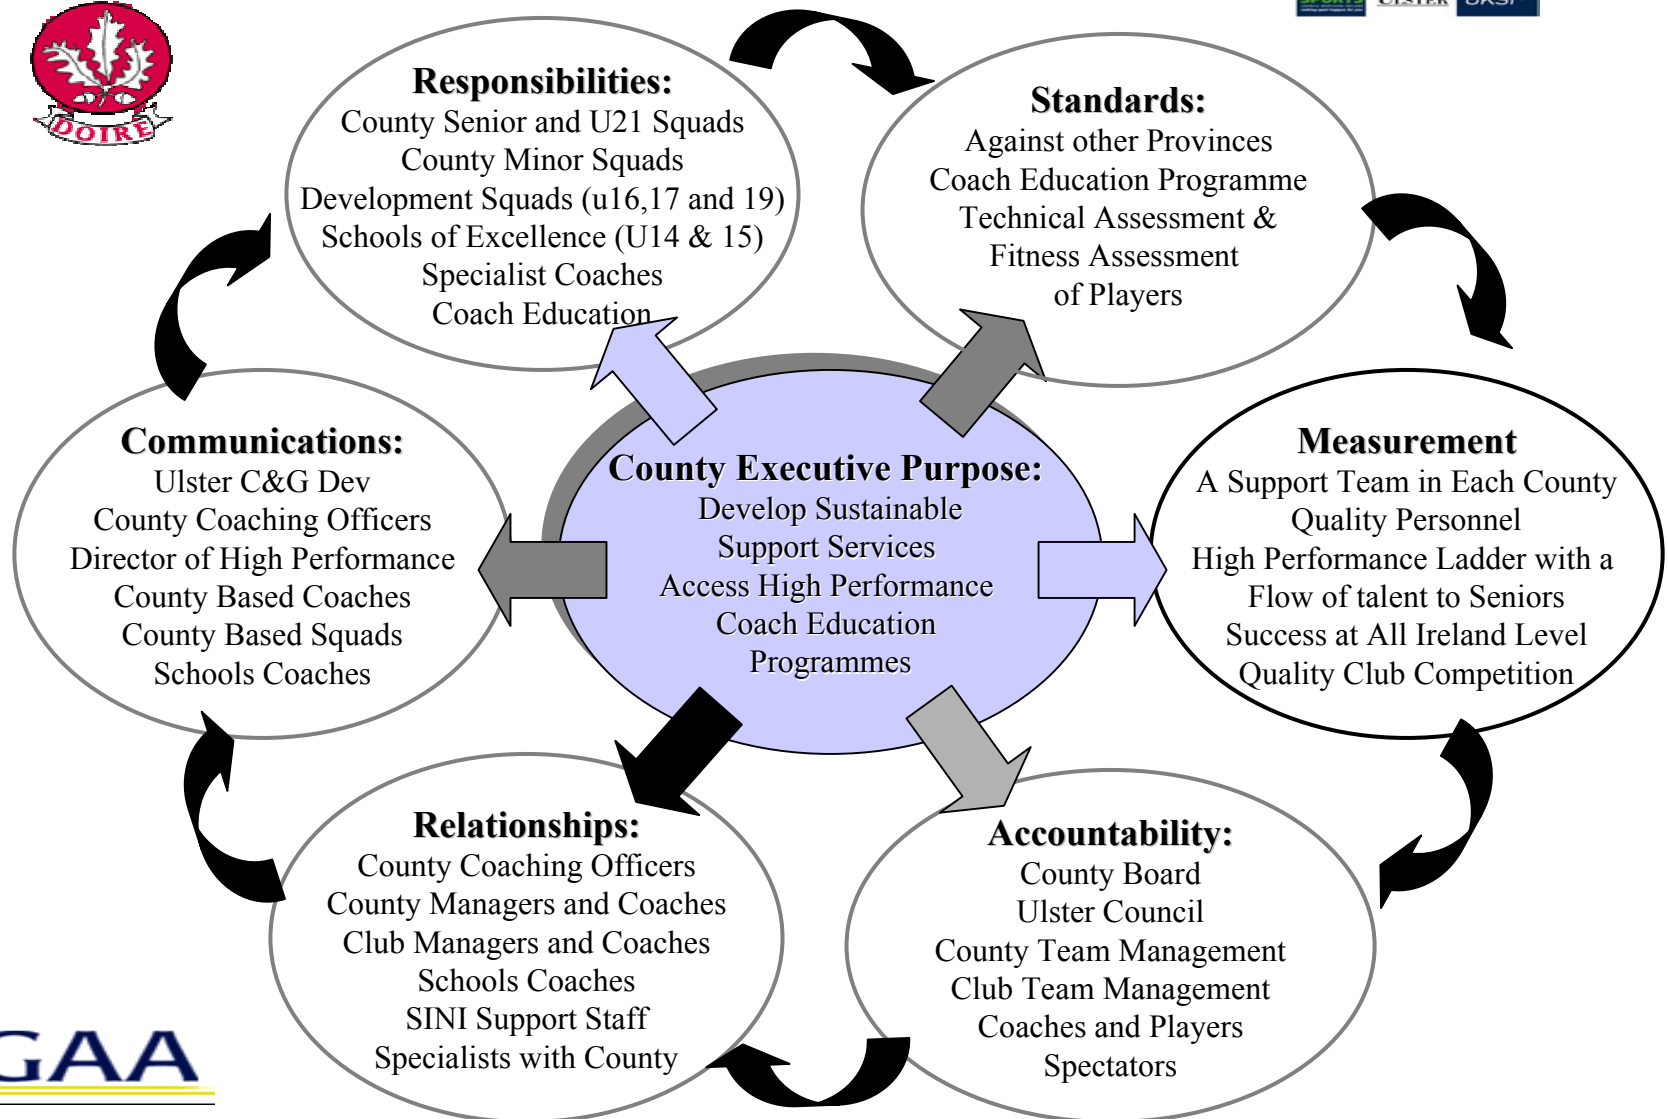 DOIRE
SPORTS
ULSTER
UKSI
Responsibilities:
County Senior and U21 Squads
County Minor Squads
Development Squads (u16,17 and 19)
Schools of Excellence (U14 & 15)
Specialist Coaches
Coach Education
Standards:
Against other Provinces
Coach Education Programme
Technical Assessment &
Fitness Assessment
of Players
Communications:
Ulster C&G Dev
County Coaching Officers
Director of High Performance
County Based Coaches
County Based Squads
Schools Coaches
County Executive Purpose:
Develop Sustainable
Support Services
Access High Performance
Coach Education
Programmes
Measurement
A Support Team in Each County
Quality Personnel
High Performance Ladder with a
Flow of talent to Seniors
Success at All Ireland Level
Quality Club Competition
Relationships:
County Coaching Officers
County Managers and Coaches
Club Managers and Coaches
Schools Coaches
SINI Support Staff
Specialists with County
Accountability:
County Board
Ulster Council
County Team Management
Club Team Management
Coaches and Players
Spectators
GAA